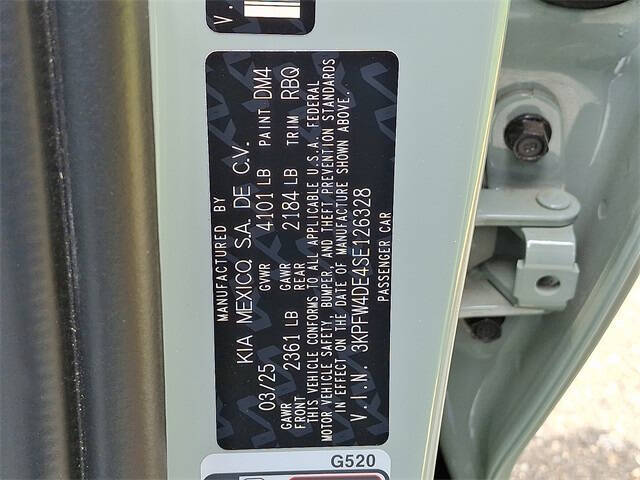 V.
MANUFACTURED BY
KIA MEXICO, S.A. DE C.V.
03/25 GVWR 4101 LB PAINT DM4
GAWR FRONT 2361 LB GAWR REAR 2184 LB TRIM RBQ
THIS VEHICLE CONFORMS TO ALL APPLICABLE U.S.A. FEDERAL
MOTOR VEHICLE SAFETY, BUMPER, AND THEFT PREVENTION STANDARDS
IN EFFECT ON THE DATE OF MANUFACTURE SHOWN ABOVE.
V.I.N. 3KPFW4DE4SE126328
PASSENGER CAR
G520